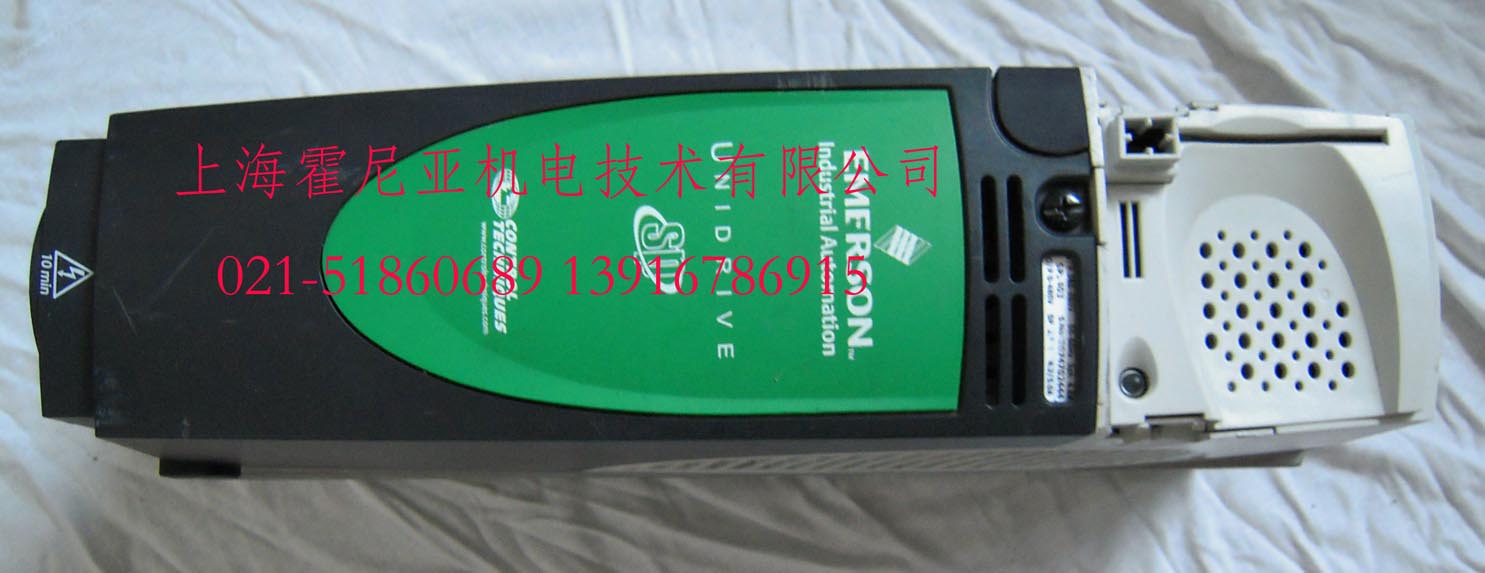 上海霍尼亚机电技术有限公司
021-51860689 13916786915
EMERSON™
Industrial Automation
UNIDRIVE
SP
CONTROL
TECHNIQUES
10 min